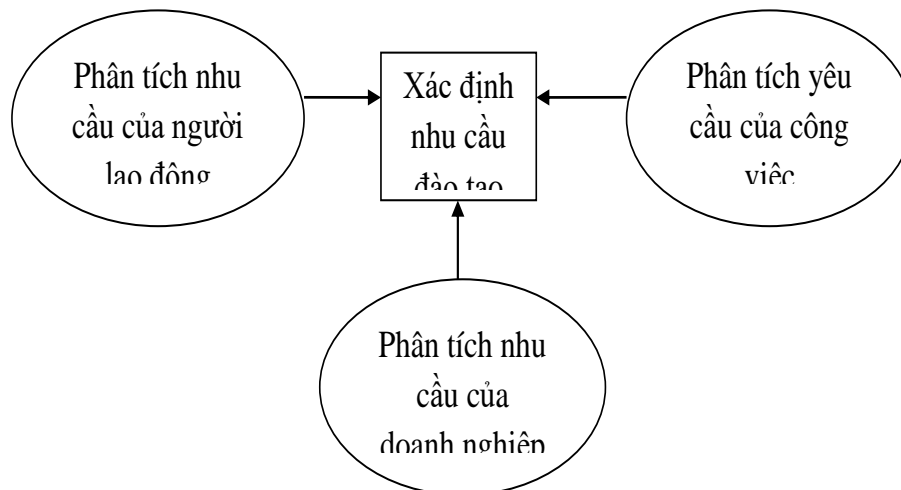 Phân tích nhu
cầu của người
lao động
Xác định
nhu cầu
đào tạo
Phân tích yêu
cầu của công
việc
Phân tích nhu
cầu của
doanh nghiệp